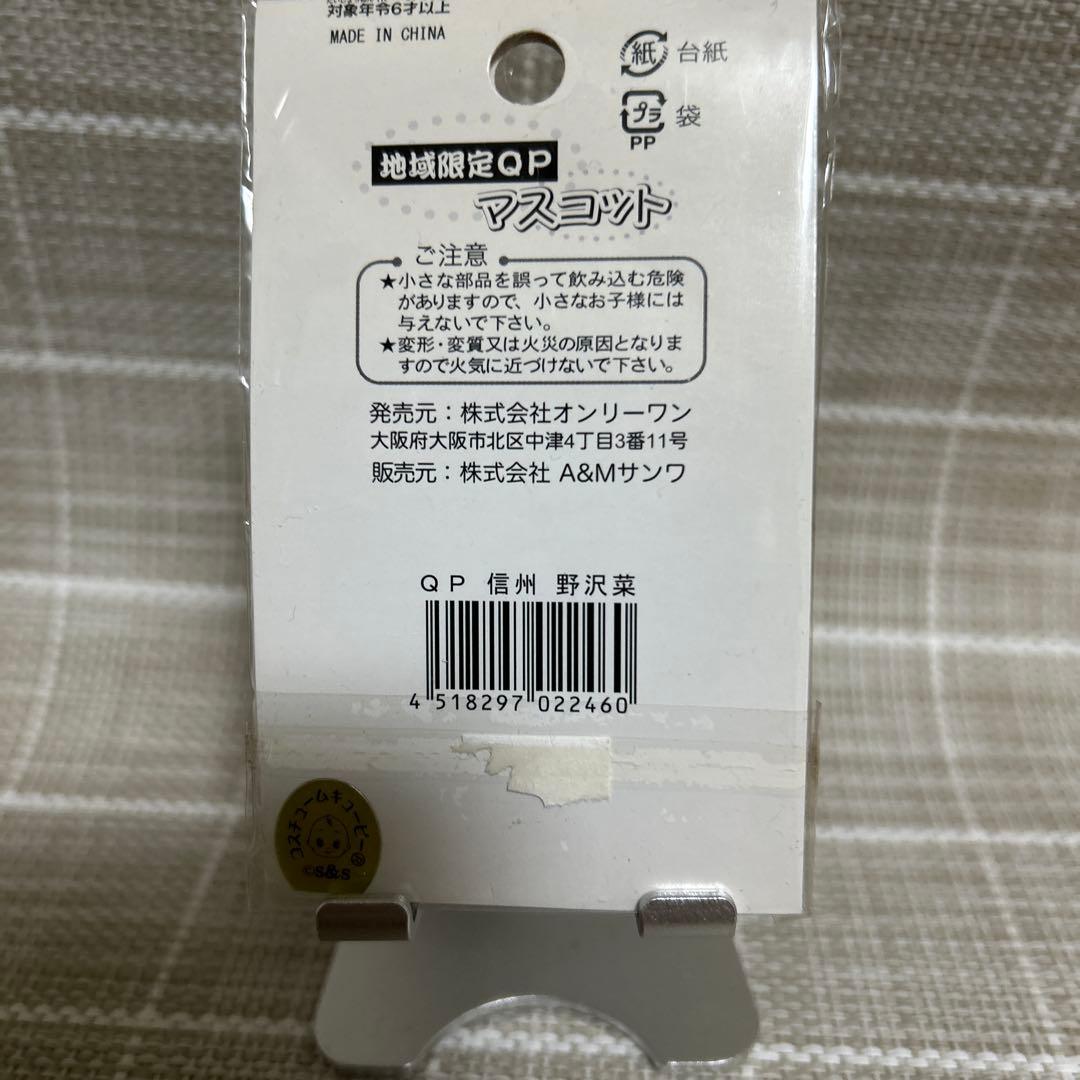 対象年令6才以上
MADE IN CHINA
紙 台紙
プラ 袋
PP
地域限定QP
マスコット
ご注意
★小さな部品を誤って飲み込む危険
がありますので、小さなお子様には
与えないで下さい。
★変形・変質又は火災の原因となりま
すので火気に近づけないで下さい。
発売元：株式会社オンリーワン
大阪府大阪市北区中津4丁目3番11号
販売元：株式会社 A&Mサンワ
QP 信州 野沢菜
4 518297 022460
コスチュームキューピー®
©S&S